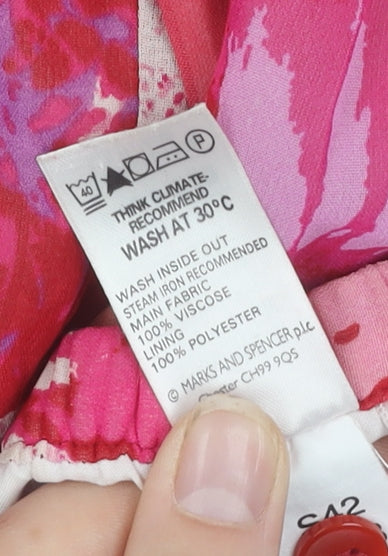 40 P
THINK CLIMATE-
RECOMMEND
WASH AT 30°C
WASH INSIDE OUT
STEAM IRON RECOMMENDED
MAIN FABRIC
100% VISCOSE
LINING
100% POLYESTER
© MARKS AND SPENCER p.l.c
Chester CH99 9QS
S42